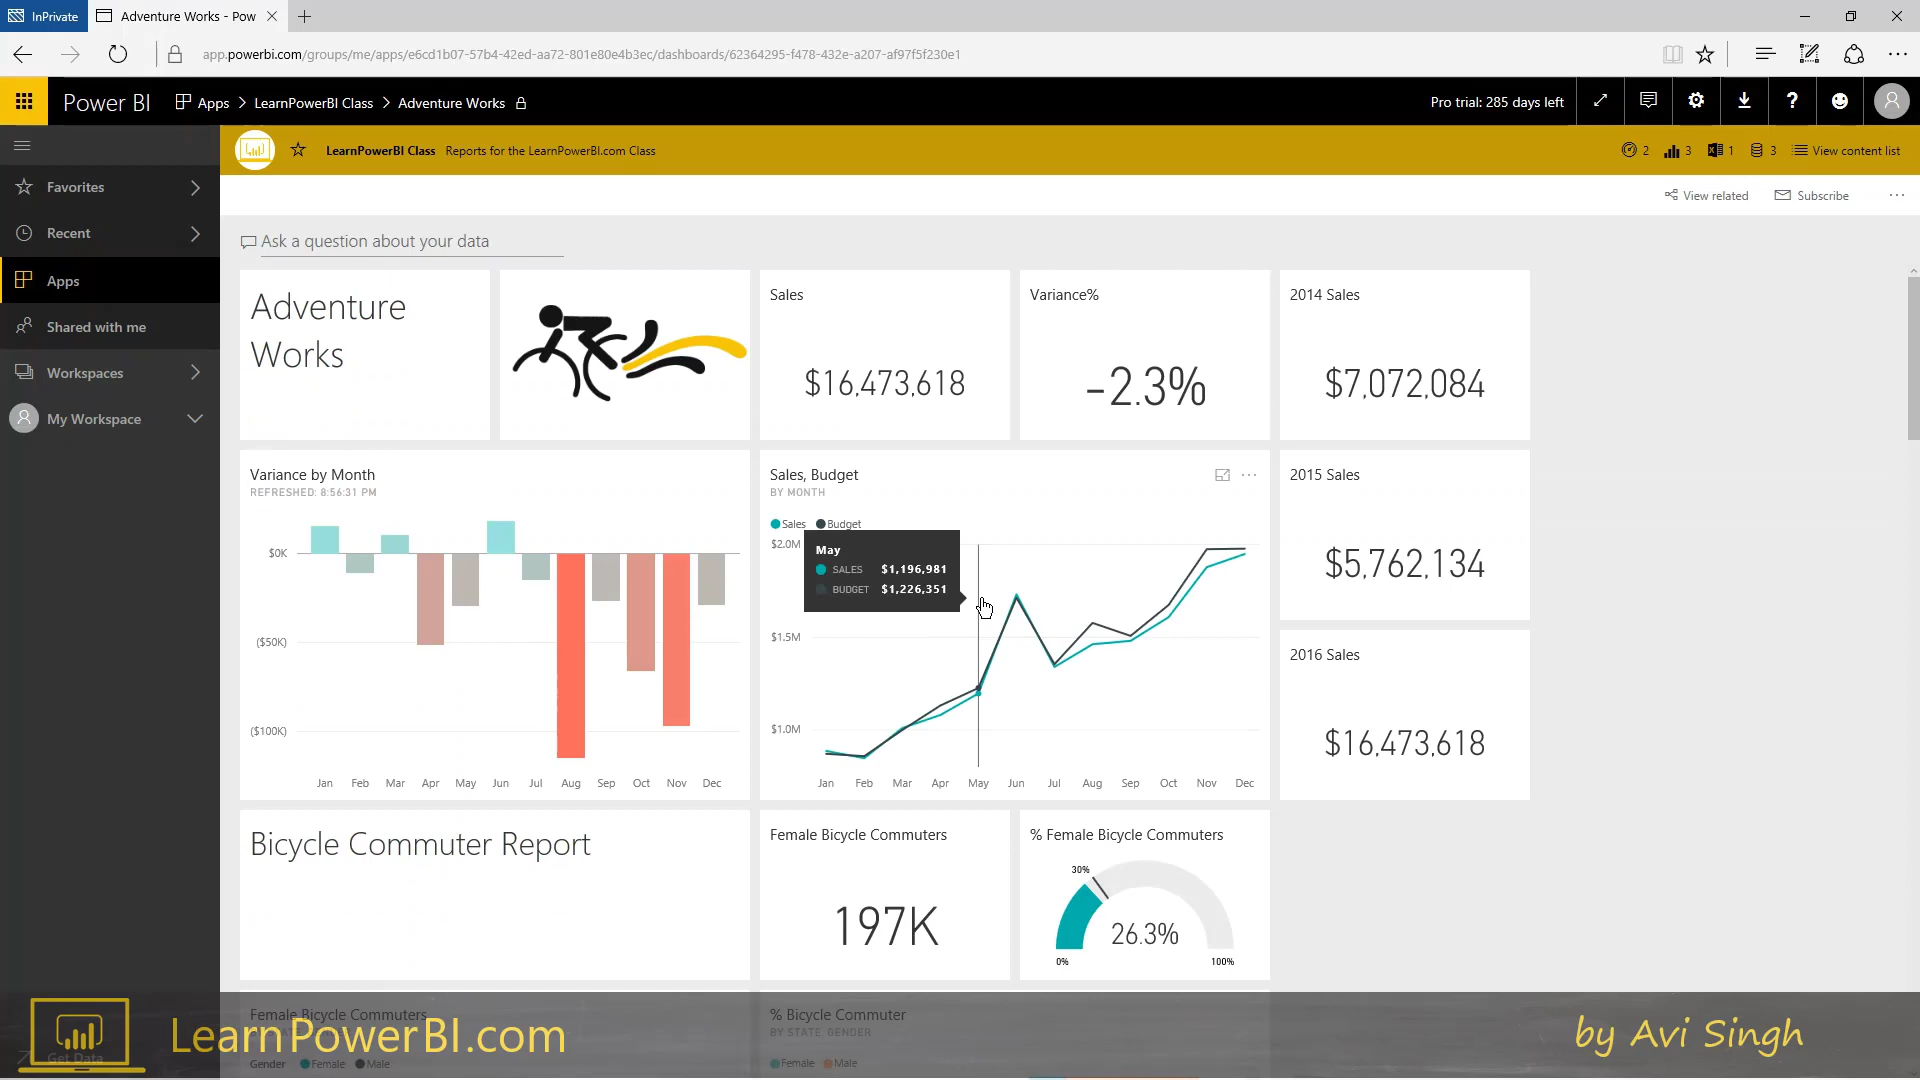 InPrivate
Adventure Works - Pow
app.powerbi.com/groups/me/apps/e6cd1b07-57b4-42ed-aa72-801e80e4b3ec/dashboards/62364295-f478-432e-a207-af97f5f230e1
Power BI
Apps > LearnPowerBI Class > Adventure Works
Pro trial: 285 days left
LearnPowerBI Class Reports for the LearnPowerBI.com Class
2 3 1 3 View content list
Favorites
Recent
Apps
Shared with me
Workspaces
My Workspace
View related Subscribe
Ask a question about your data
Adventure
Works
Sales
$16,473,618
Variance%
-2.3%
2014 Sales
$7,072,084
Variance by Month
REFRESHED: 8:56:31 PM
$0K
($50K)
($100K)
Jan Feb Mar Apr May Jun Jul Aug Sep Oct Nov Dec
Sales, Budget
BY MONTH
Sales Budget
May
SALES $1,196,981
BUDGET $1,226,351
$2.0M
$1.5M
$1.0M
Jan Feb Mar Apr May Jun Jul Aug Sep Oct Nov Dec
2015 Sales
$5,762,134
2016 Sales
$16,473,618
Bicycle Commuter Report
Female Bicycle Commuters
197K
% Female Bicycle Commuters
30%
26.3%
0% 100%
Female Bicycle Commuters
Gender Female Male
% Bicycle Commuter
BY STATE, GENDER
Female Male
Get Data
LearnPowerBI.com
by Avi Singh